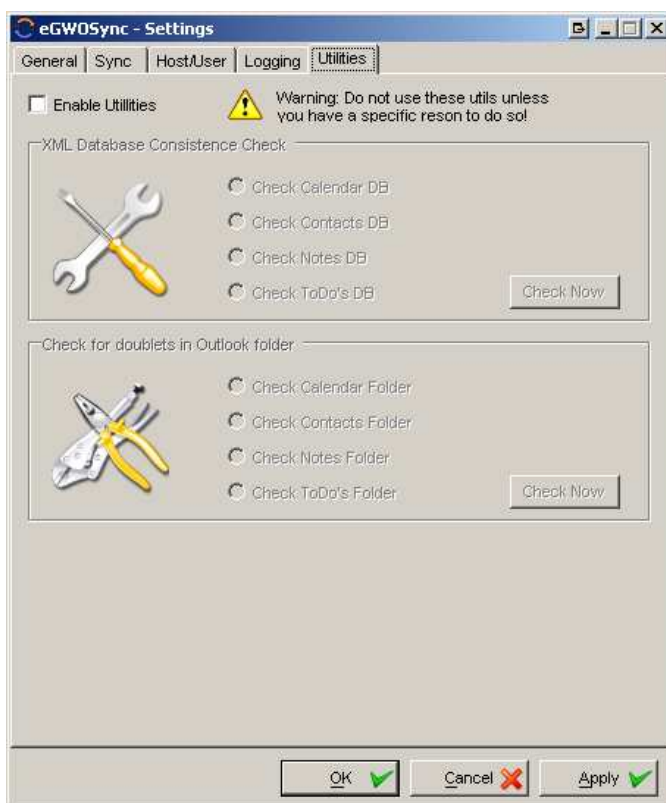 eGWOSync - Settings
General Sync Host/User Logging Utilities
Enable Utillities
Warning: Do not use these utils unless
you have a specific reson to do so!
XML Database Consistence Check
Check Calendar DB
Check Contacts DB
Check Notes DB
Check ToDo's DB
Check Now
Check for doublets in Outlook folder
Check Calendar Folder
Check Contacts Folder
Check Notes Folder
Check ToDo's Folder
Check Now
OK Cancel Apply